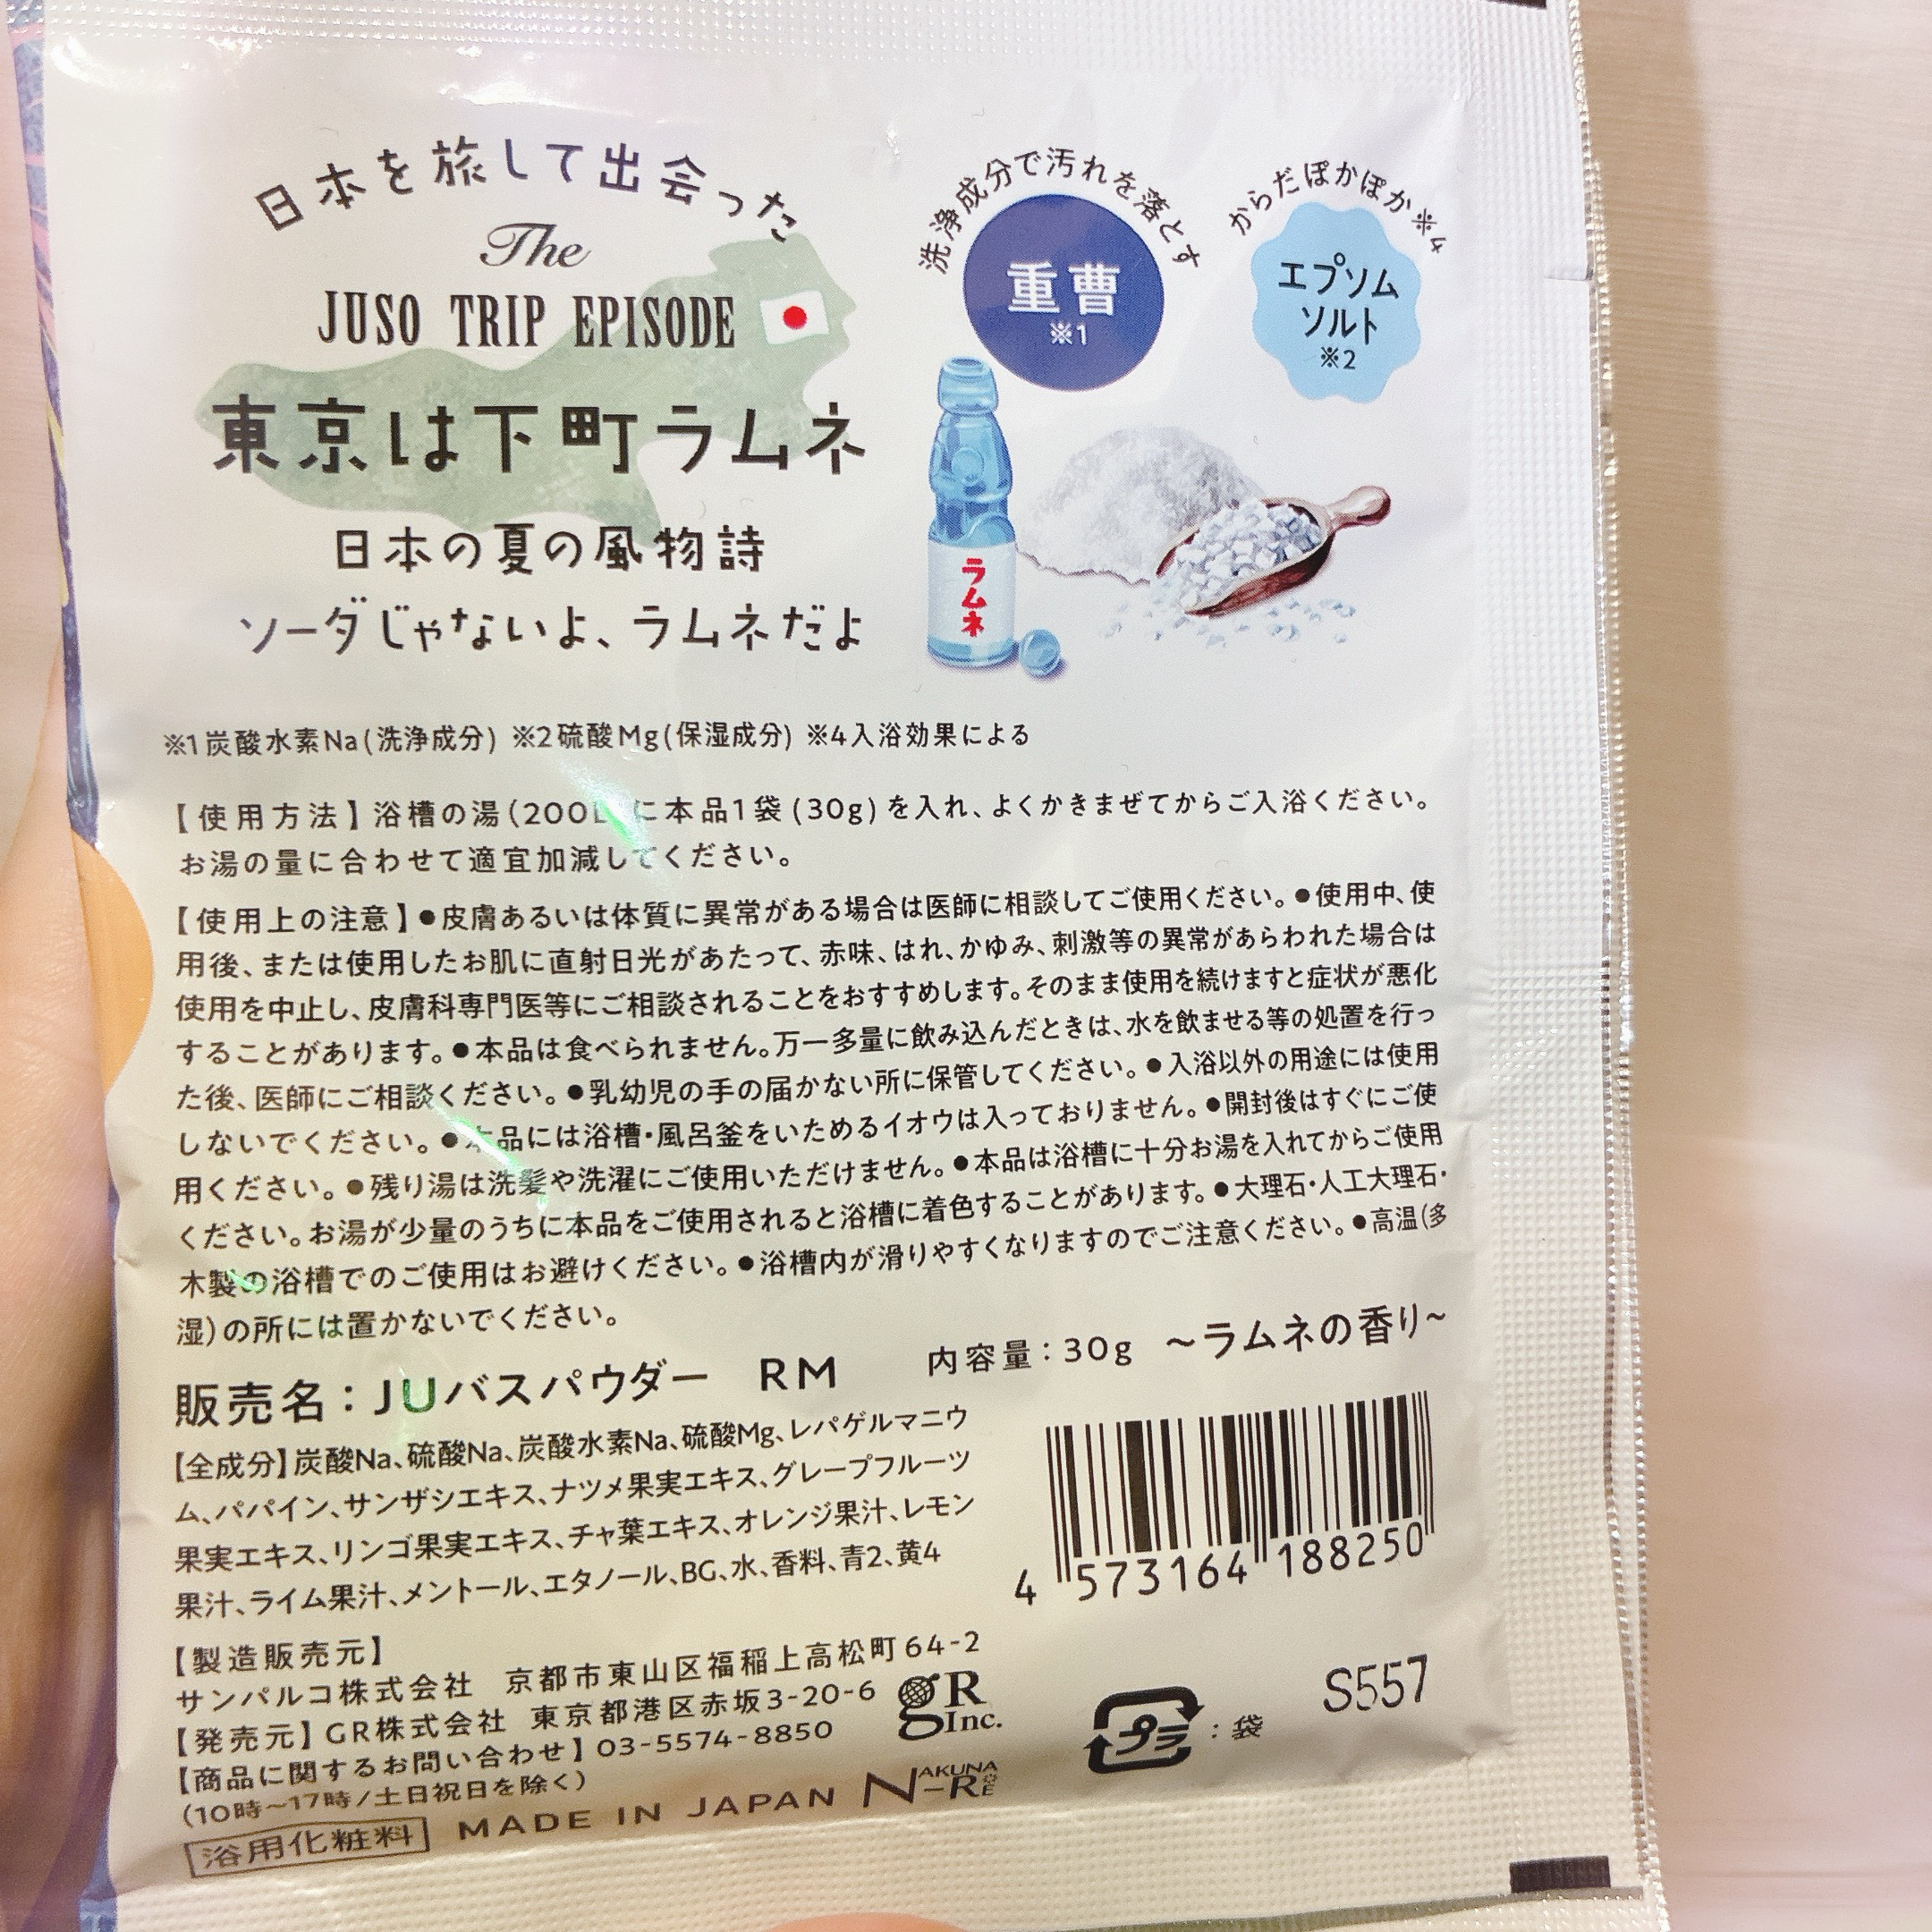 日本を旅して出会った
The
JUSO TRIP EPISODE
東京は下町ラムネ
日本の夏の風物詩
ソーダじゃないよ、ラムネだよ
洗浄成分で汚れを落とす
重曹
※1
からだぽかぽか※4
エプソム
ソルト
※2
ラムネ
※1炭酸水素Na(洗浄成分) ※2硫酸Mg(保湿成分) ※4入浴効果による
【使用方法】浴槽の湯(200L に本品1袋(30g)を入れ、よくかきまぜてからご入浴ください。
お湯の量に合わせて適宜加減してください。
【使用上の注意】●皮膚あるいは体質に異常がある場合は医師に相談してご使用ください。●使用中、使
用後、または使用したお肌に直射日光があたって、赤味、はれ、かゆみ、刺激等の異常があらわれた場合は
使用を中止し、皮膚科専門医等にご相談されることをおすすめします。そのまま使用を続けますと症状が悪化
することがあります。●本品は食べられません。万一多量に飲み込んだときは、水を飲ませる等の処置を行っ
た後、医師にご相談ください。●乳幼児の手の届かない所に保管してください。●入浴以外の用途には使用
しないでください。●本品には浴槽・風呂釜をいためるイオウは入っておりません。●開封後はすぐにご使
用ください。●残り湯は洗髪や洗濯にご使用いただけません。●本品は浴槽に十分お湯を入れてからご使用
ください。お湯が少量のうちに本品をご使用されると浴槽に着色することがあります。●大理石・人工大理石・
木製の浴槽でのご使用はお避けください。●浴槽内が滑りやすくなりますのでご注意ください。●高温(多
湿)の所には置かないでください。
販売名：JUバスパウダー RM 内容量：30g ～ラムネの香り～
【全成分】炭酸Na、硫酸Na、炭酸水素Na、硫酸Mg、レパゲルマニウ
ム、パパイン、サンザシエキス、ナツメ果実エキス、グレープフルーツ
果実エキス、リンゴ果実エキス、チャ葉エキス、オレンジ果汁、レモン
果汁、ライム果汁、メントール、エタノール、BG、水、香料、青2、黄4
4 573164 188250
【製造販売元】
サンパルコ株式会社 京都市東山区福稲上高松町64-2
【発売元】GR株式会社 東京都港区赤坂3-20-6
【商品に関するお問い合わせ】03-5574-8850
(10時～17時/土日祝日を除く)
gR
Inc.
プラ：袋
S557
浴用化粧料 MADE IN JAPAN NAKUNA-RE